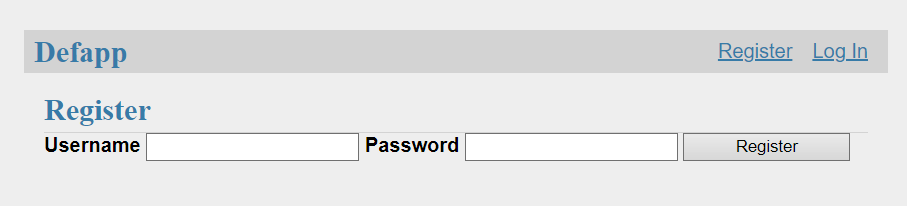 Defapp Register Log In
Register
Username Password Register